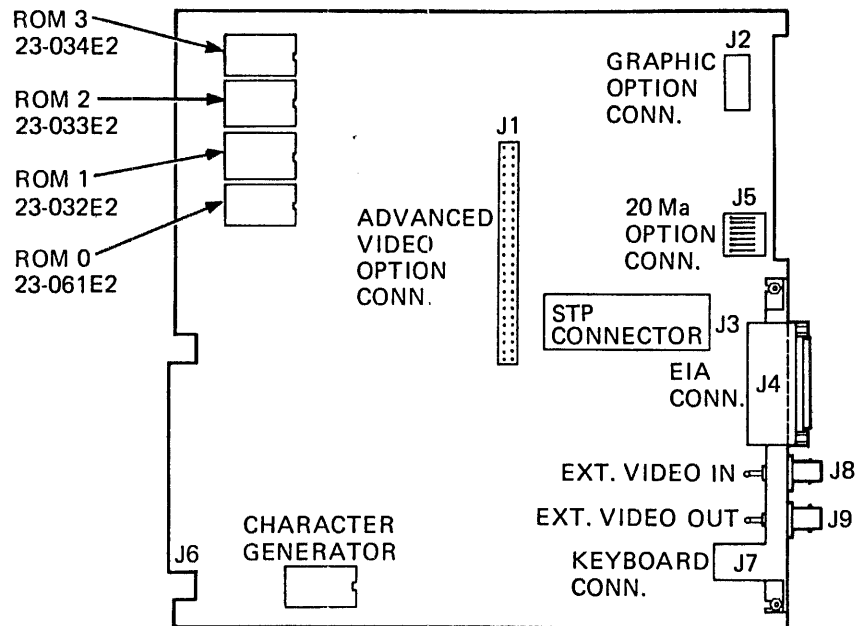 ROM 3
23-034E2
ROM 2
23-033E2
ROM 1
23-032E2
ROM 0
23-061E2
J2
GRAPHIC
OPTION
CONN.
J1
ADVANCED
VIDEO
OPTION
CONN.
J5
20 Ma
OPTION
CONN.
STP
CONNECTOR
J3
EIA
CONN.
J4
EXT. VIDEO IN
J8
EXT. VIDEO OUT
J9
KEYBOARD
CONN.
J7
J6
CHARACTER
GENERATOR